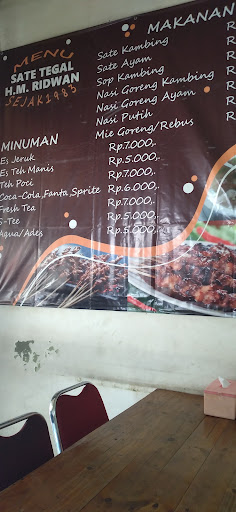 MENU
SATE TEGAL
H.M. RIDWAN
SEJAK 1983
MINUMAN
Es Jeruk Rp.7.000,.
Es Teh Manis Rp.5.000,.
Teh Poci Rp.7.000,.
Coca-Cola,Fanta,Sprite Rp.6.000,.
Fresh Tea Rp.7.000,.
S-Tee Rp.5.000,.
Aqua/Ades Rp.5.000,.
MAKANAN
Sate Kambing
Sate Ayam
Sop Kambing
Nasi Goreng Kambing
Nasi Goreng Ayam
Nasi Putih
Mie Goreng/Rebus